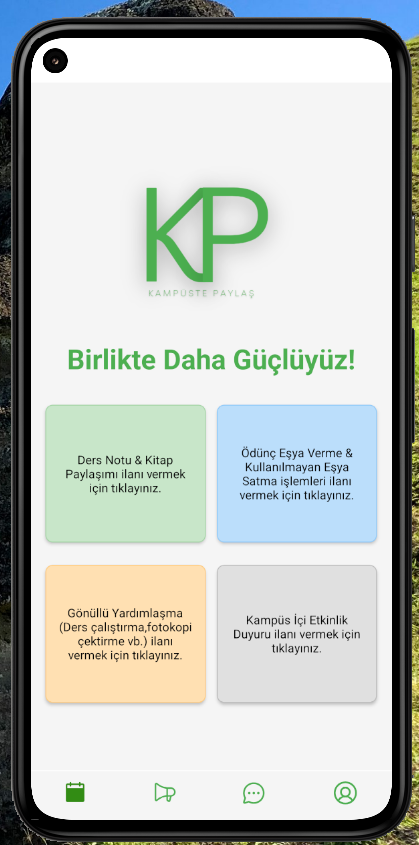 KP
KAMPÜSTE PAYLAŞ
Birlikte Daha Güçlüyüz!
Ders Notu & Kitap
Paylaşımı ilanı vermek
için tıklayınız.
Ödünç Eşya Verme &
Kullanılmayan Eşya
Satma işlemleri ilanı
vermek için tıklayınız.
Gönüllü Yardımlaşma
(Ders çalıştırma,fotokopi
çektirme vb.) ilanı
vermek için tıklayınız.
Kampüs İçi Etkinlik
Duyuru ilanı vermek için
tıklayınız.